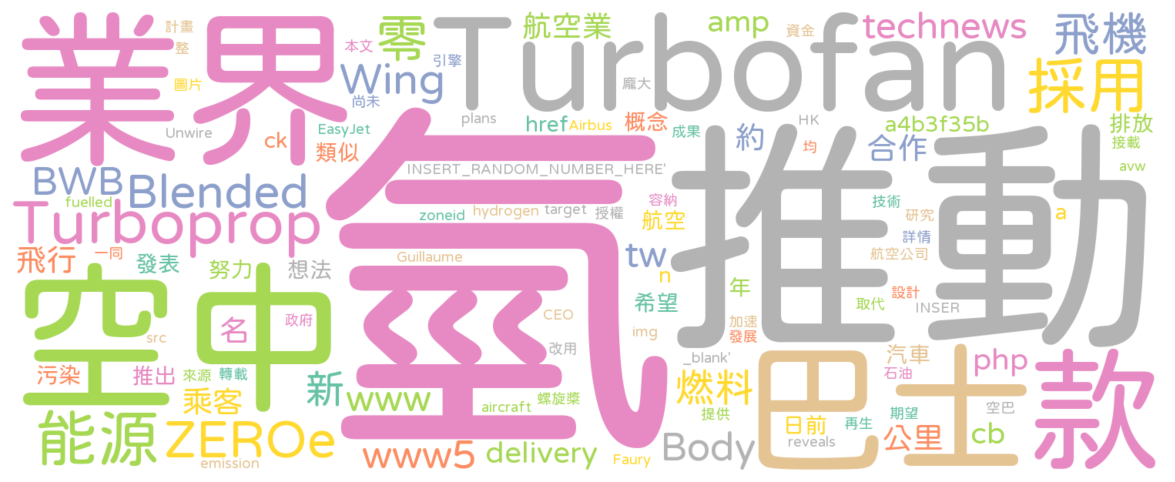 計畫
整
圖片
業界
Unwire
本文
零
引擎
尚未
Wing
ck
EasyJet
類似
Turbofan
plans
航空業
href
Airbus
概念
龐大
成果
amp
資金
technews
飛機
採用
HK
均
約
合作
a4b3f35b
排放
接載
avw
BWB
Blended
fuelled
Turboprop
氫
INSERT_RANDOM_NUMBER_HERE'
zoneid
hydrogen
target
授權
容納
航空
推動
技術
研究
詳情
航空公司
a
飛行
一同
發表
努力
想法
Guillaume
tw
n
希望
年
取代
設計
INSER
加速
發展
空中
名
政府
src
CEO
改用
img
_blank'
汽車
石油
php
款
污染
推出
來源
轉載
乘客
新
www
aircraft
螺旋槳
燃料
提供
巴士
日前
再生
期望
空巴
reveals
公里
cb
能源
ZEROe
emission
www5
delivery
Faury
Body